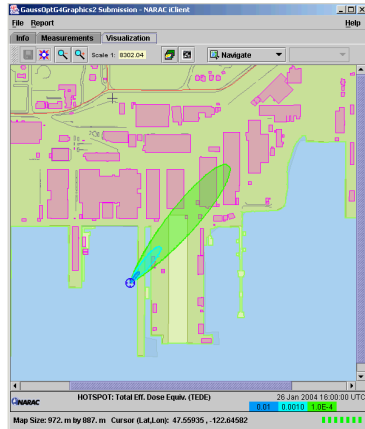 GaussOptG4Graphics2 Submission - NARAC iClient
File Report Help
Info Measurements Visualization
Scale 1: 8302.04 Navigate
NARAC HOTSPOT: Total Eff. Dose Equiv. (TEDE) 26 Jan 2004 16:00:00 UTC
0.01 0.0010 1.0E-4
Map Size: 972. m by 887. m Cursor (Lat,Lon): 47.55935 , -122.64582